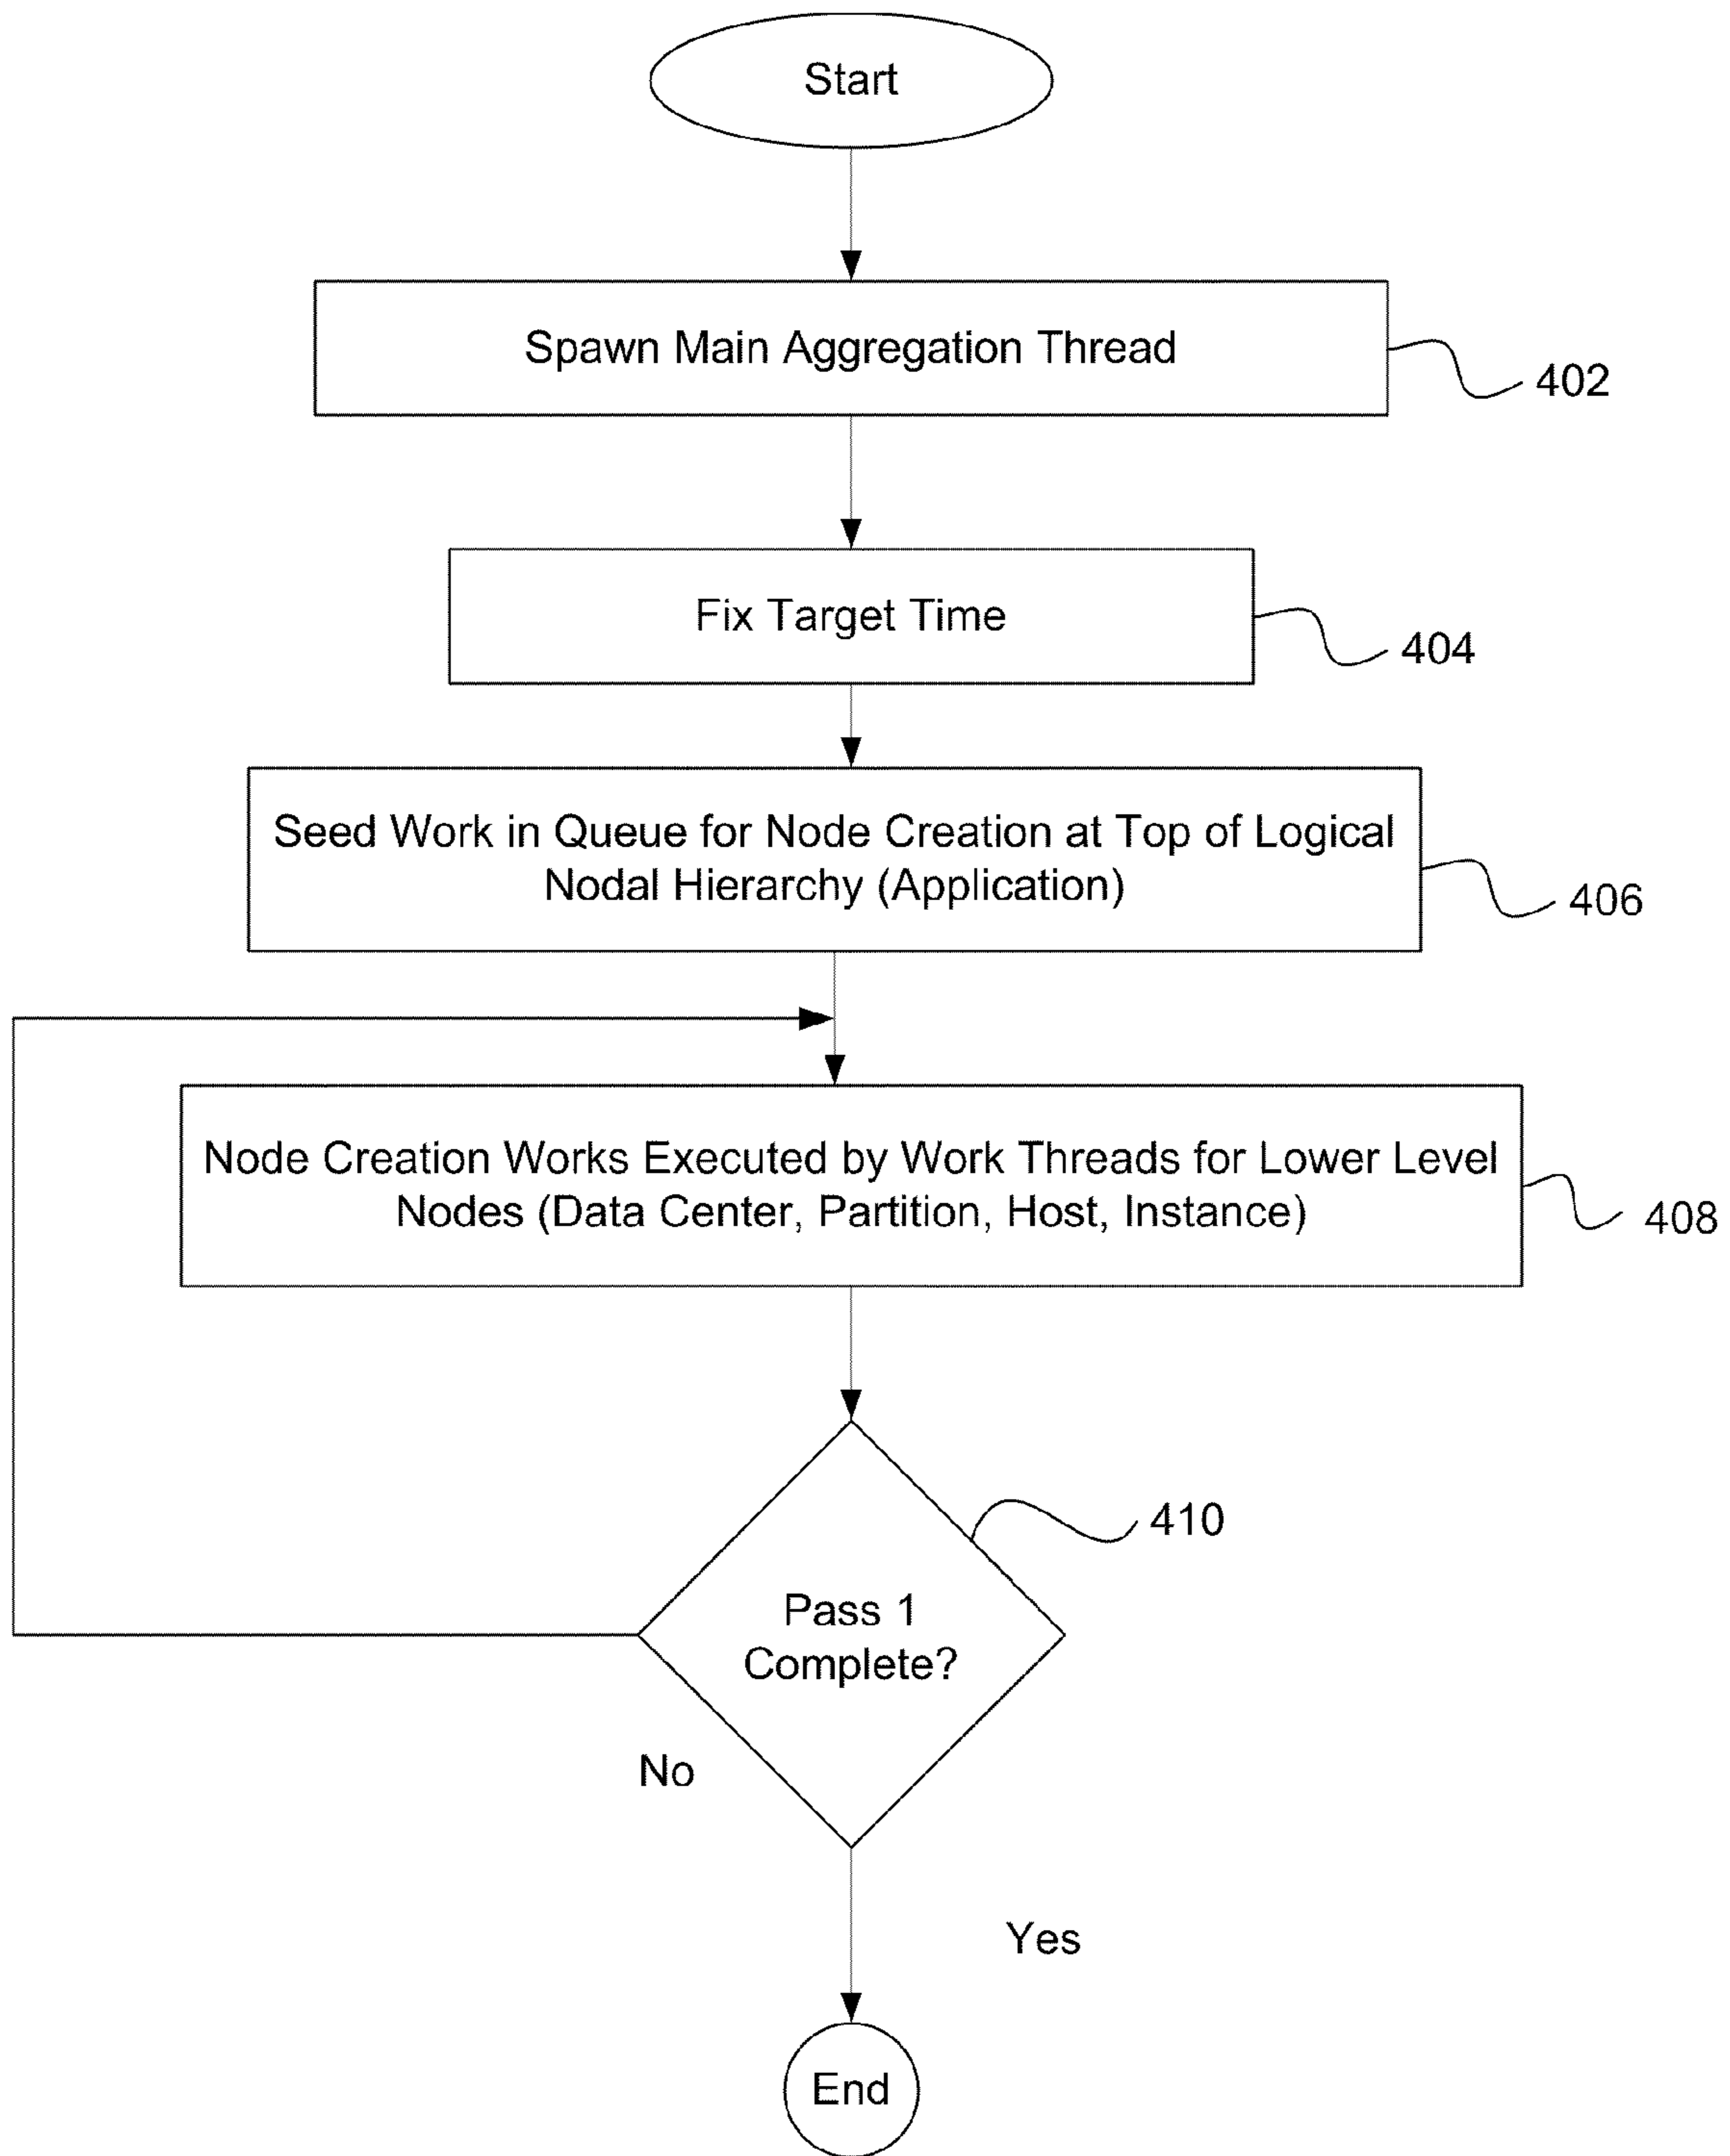 Start
Spawn Main Aggregation Thread
402
Fix Target Time
404
Seed Work in Queue for Node Creation at Top of Logical
Nodal Hierarchy (Application)
406
Node Creation Works Executed by Work Threads for Lower Level
Nodes (Data Center, Partition, Host, Instance)
408
410
Pass 1
Complete?
No
Yes
End